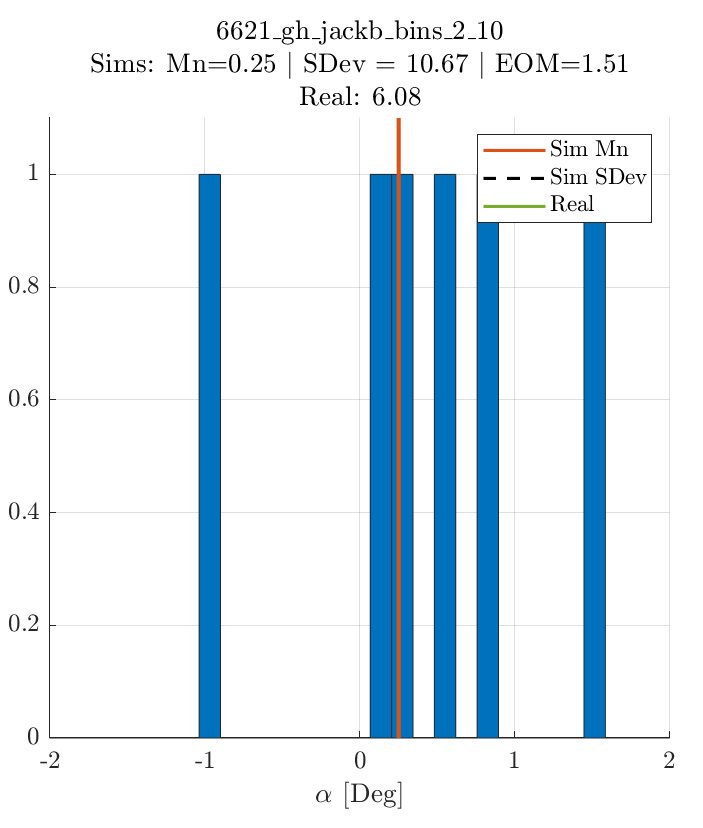 6621_gh_jackb_bins_2_10
Sims: Mn=0.25 | SDev = 10.67 | EOM=1.51
Real: 6.08
Sim Mn
Sim SDev
Real
1
0.8
0.6
0.4
0.2
0
-2 -1 0 1 2
α [Deg]